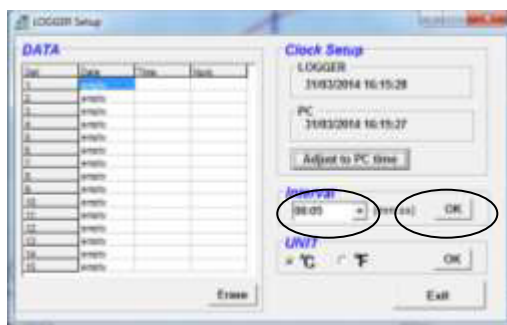 LOGGER Setup
DATA
Set Date Time
1 empty
2 empty
3 empty
4 empty
5 empty
6 empty
7 empty
8 empty
9 empty
10 empty
11 empty
12 empty
13 empty
14 empty
15 empty
Erase
Clock Setup
LOGGER
31/03/2014 16:15:28
PC
31/03/2014 16:15:27
Adjust to PC time
Interval
00:05 (mm:ss) OK
UNIT
°C °F OK
Exit